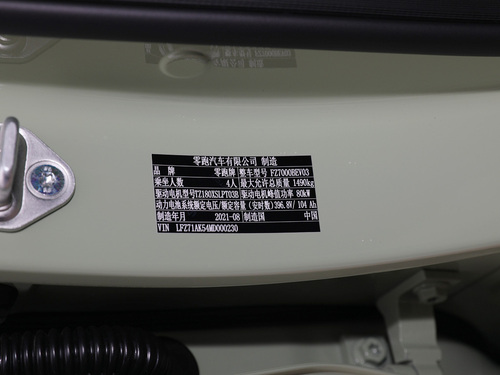 零跑汽车有限公司 制造
品 牌 零跑牌 整车型号 FZ7000BEV03
乘坐人数 4人 最大允许总质量 1490kg
驱动电机型号TZ180XSLPT03B 驱动电机峰值功率 80kW
动力电池系统额定电压/额定容量（安时数)396.8V/ 104 Ah
制造年月 2021-08 制造国 中国
VIN LFZ71AK54MD000230